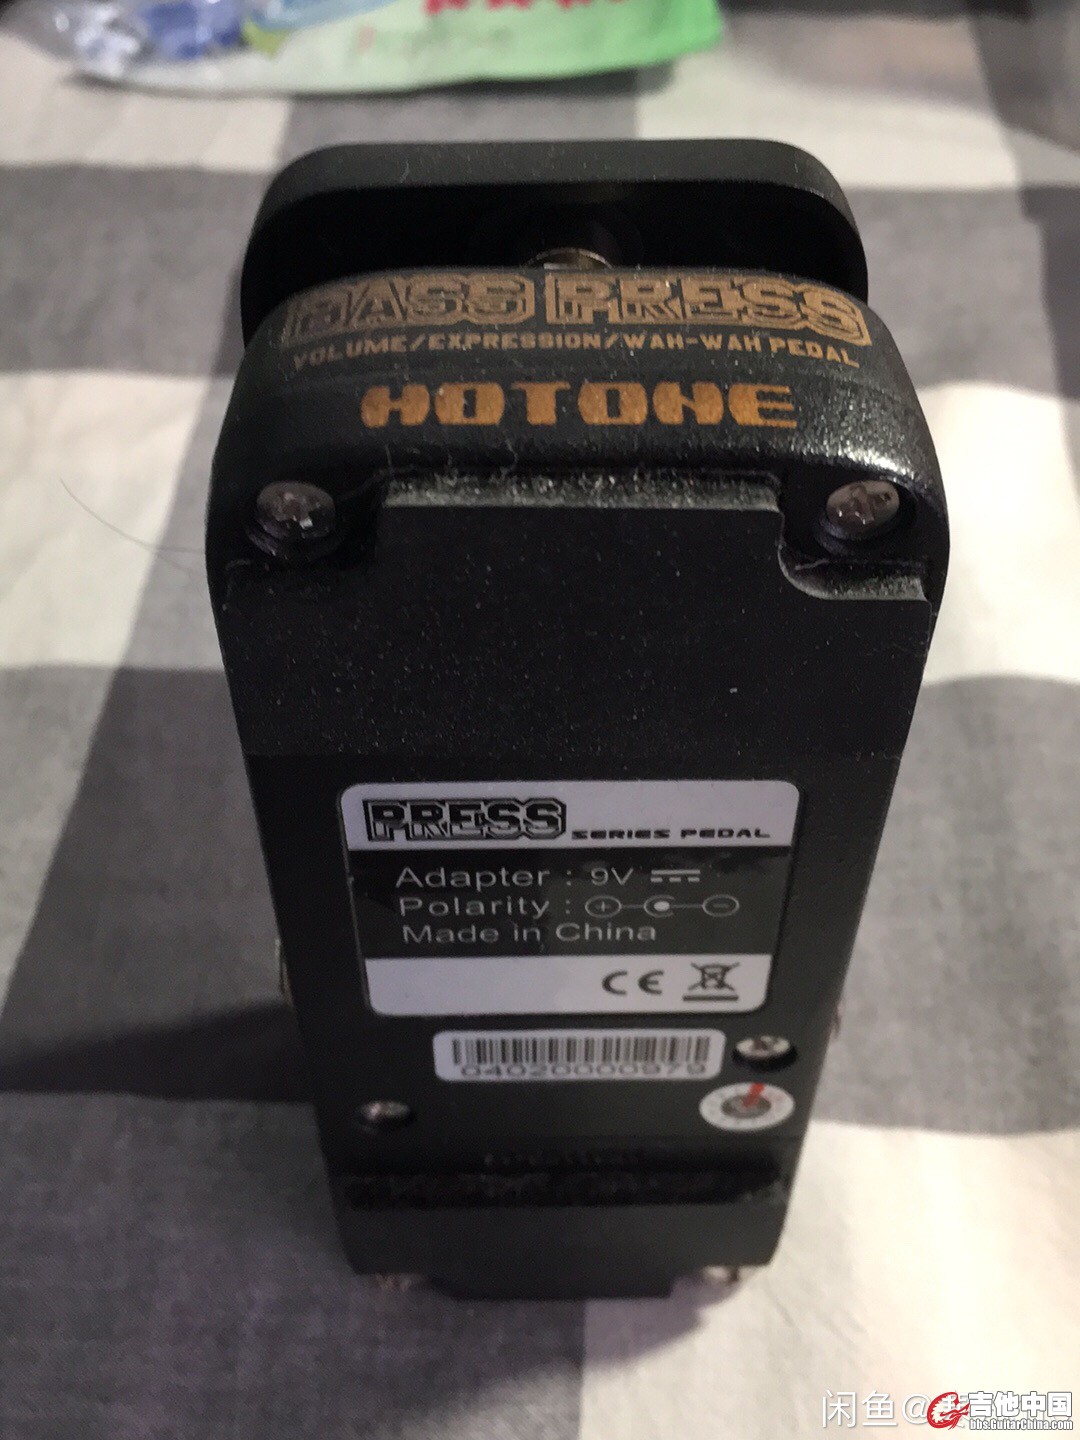 BASS PRESS
VOLUME/EXPRESSION/WAH-WAH PEDAL
HOTONE
PRESS SERIES PEDAL
Adapter : 9V
Polarity : + −
Made in China
CE
04020000979
闲鱼@
吉他中国
bbs.GuitarChina.com